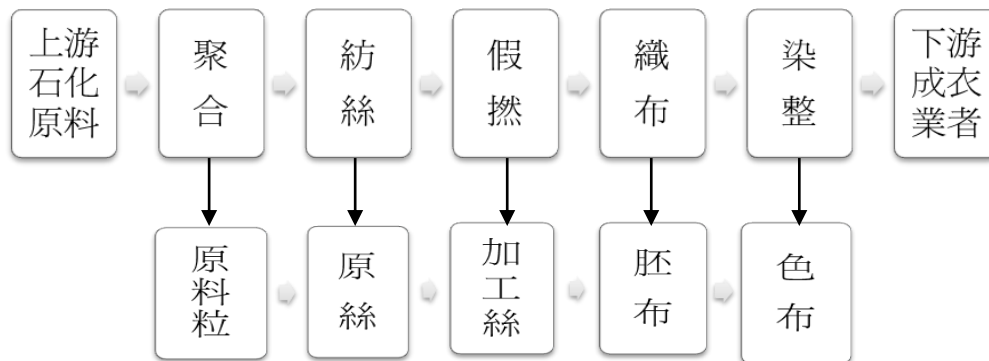 上游
石化
原料
聚
合
紡
絲
假
撚
織
布
染
整
下游
成衣
業者
原
料
粒
原
絲
加
工
絲
胚
布
色
布